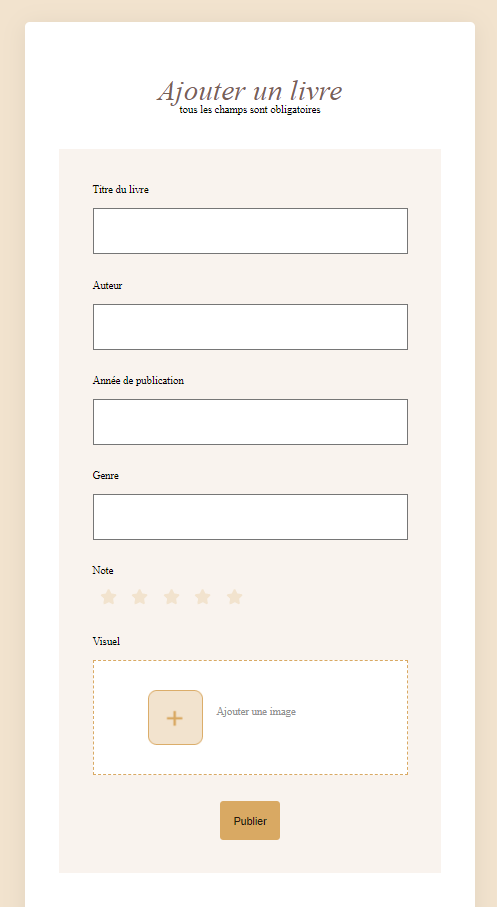 Ajouter un livre
tous les champs sont obligatoires
Titre du livre
Auteur
Année de publication
Genre
Note
Visuel
Ajouter une image
Publier